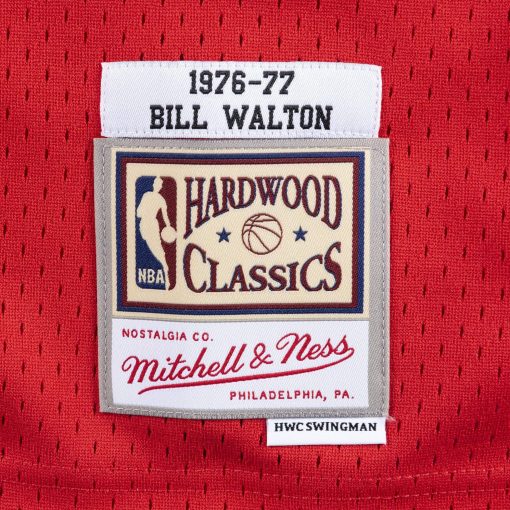 1976-77
BILL WALTON
HARDWOOD
CLASSICS
NBA
NOSTALGIA CO.
Mitchell & Ness
PHILADELPHIA, PA.
HWC SWINGMAN